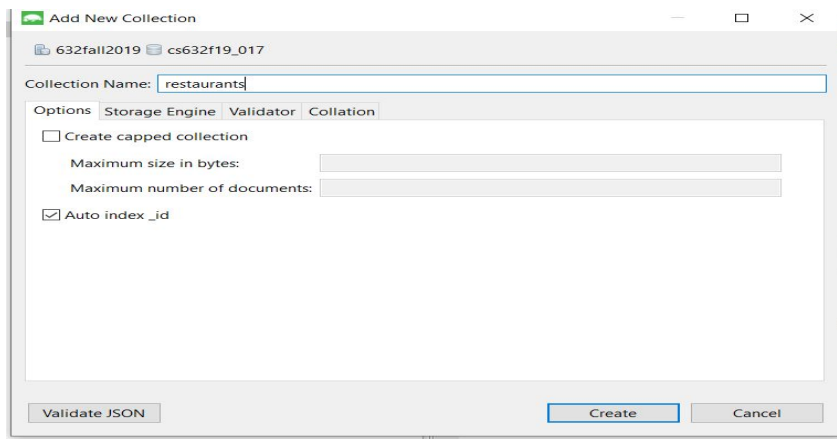 Add New Collection
632fall2019 cs632f19_017
Collection Name: restaurants
Options Storage Engine Validator Collation
Create capped collection
Maximum size in bytes:
Maximum number of documents:
Auto index _id
Validate JSON Create Cancel